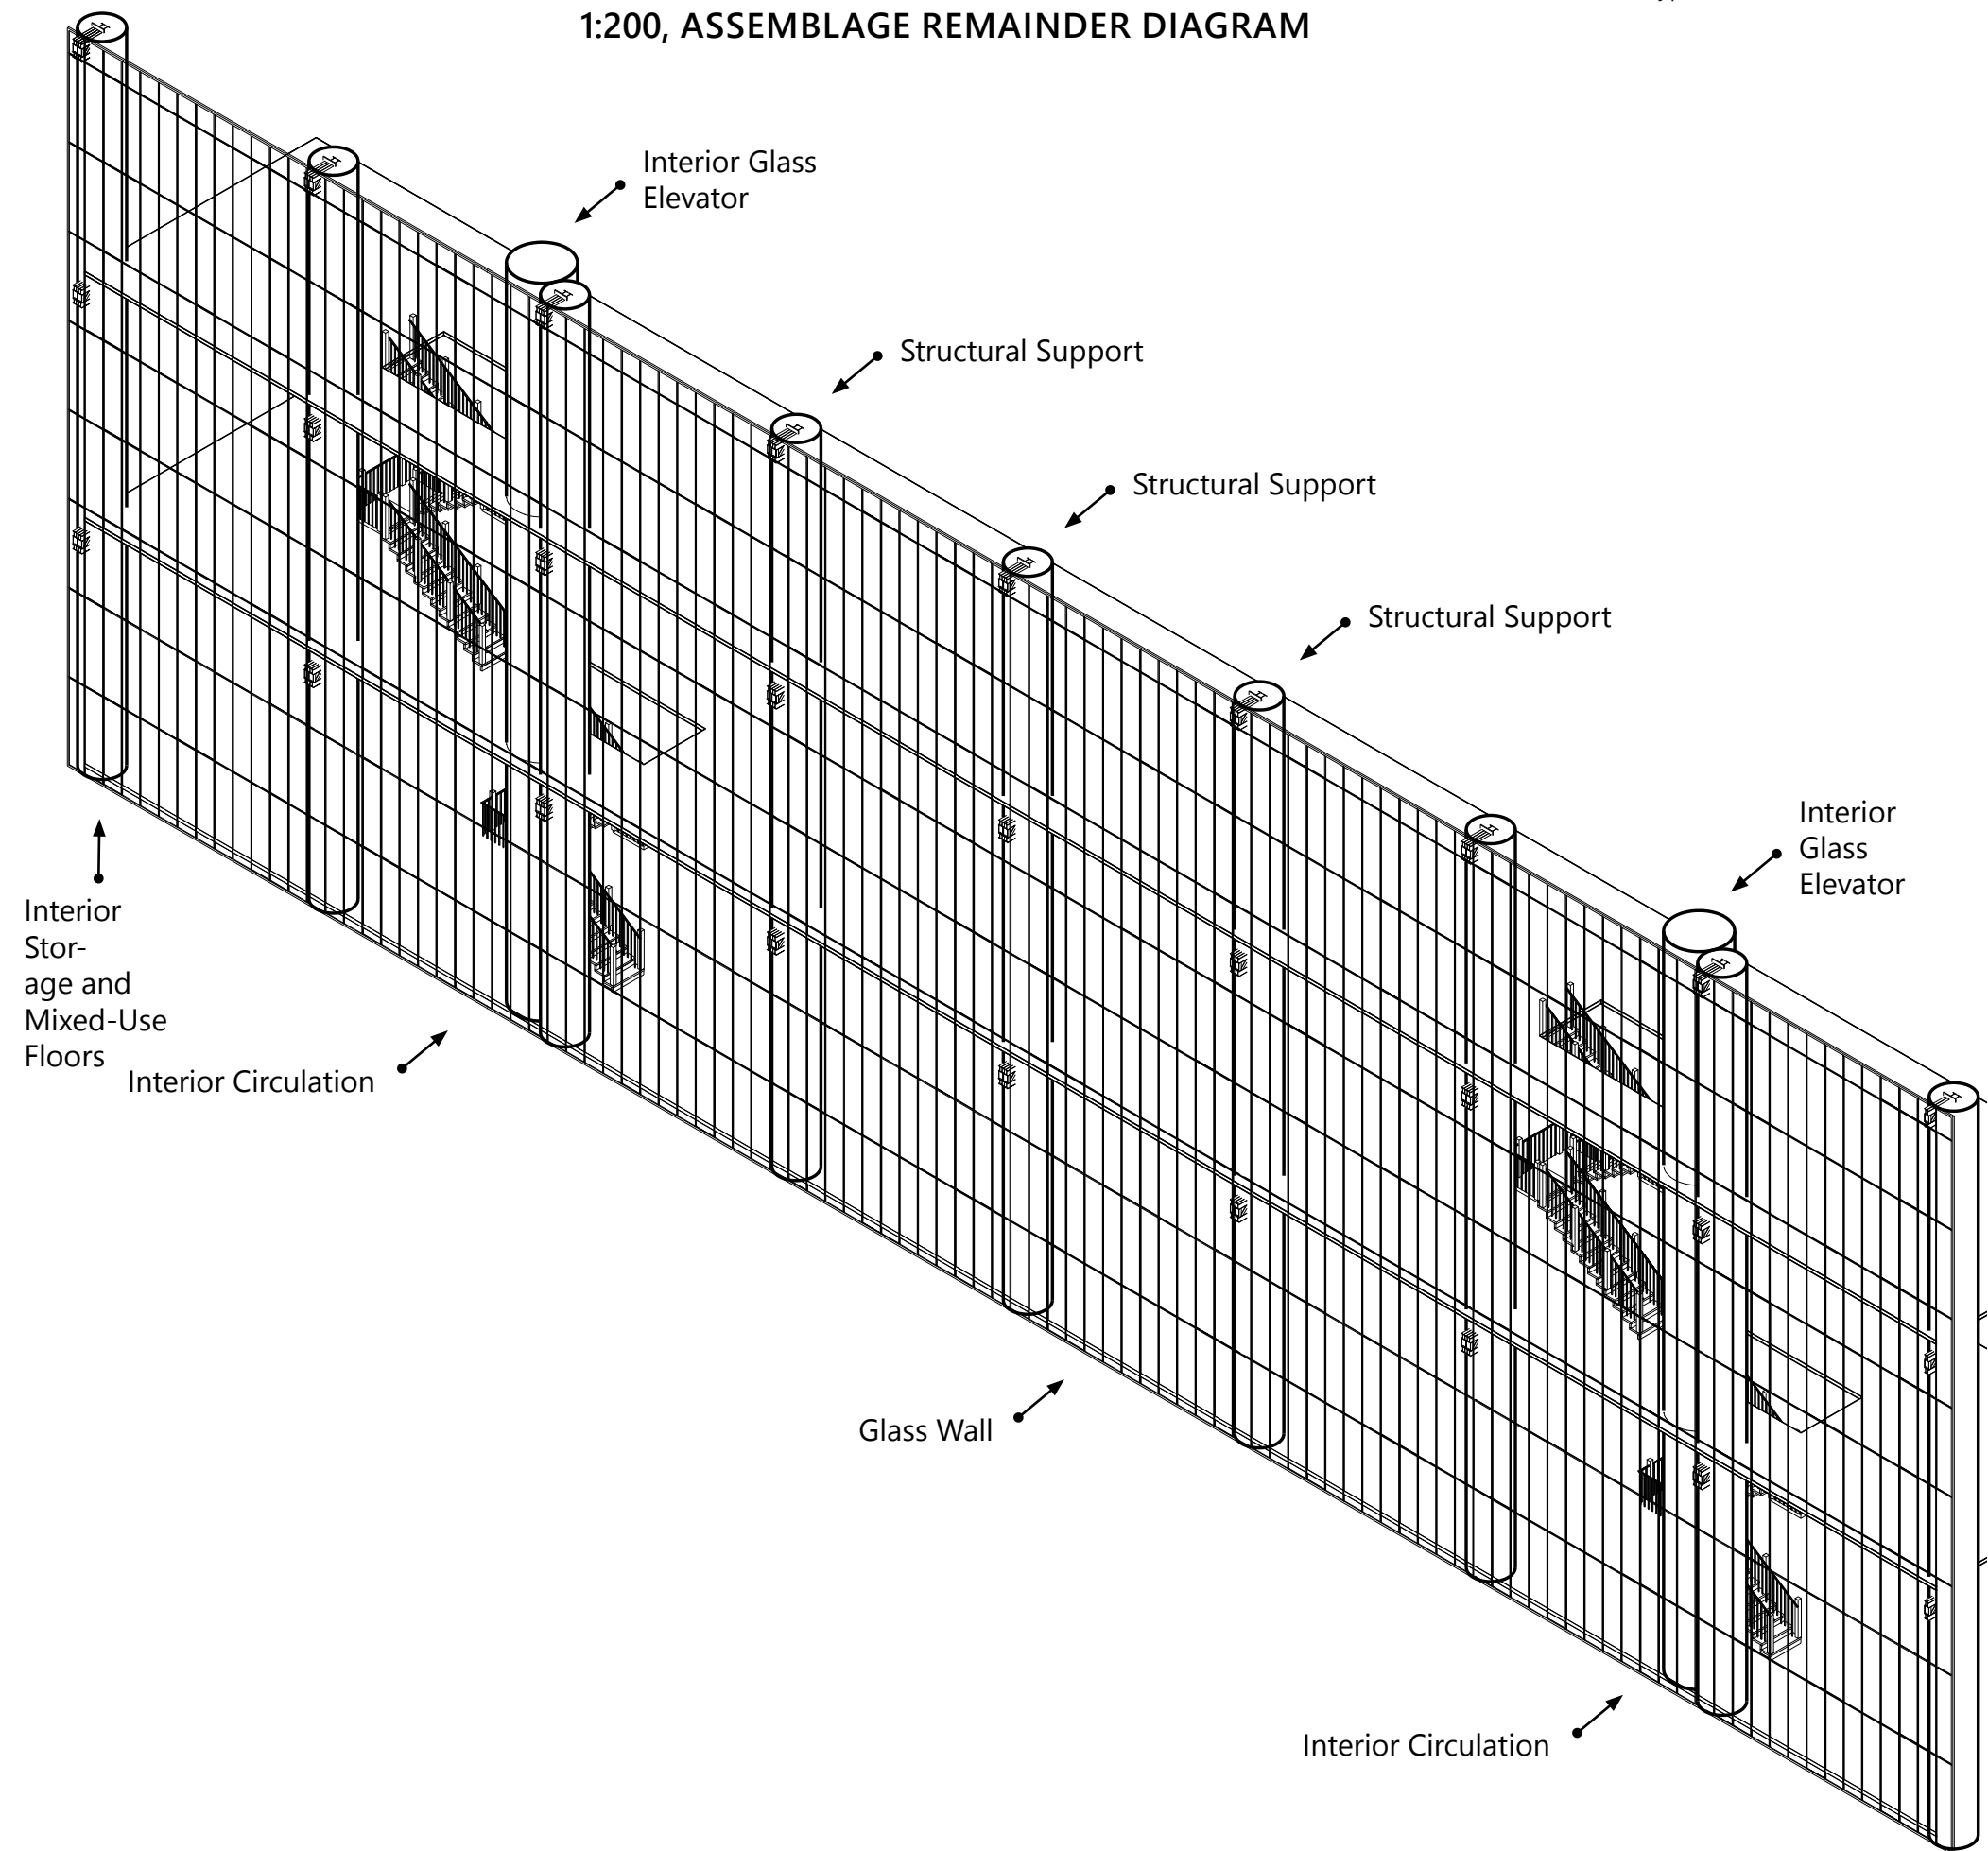 1:200, ASSEMBLAGE REMAINDER DIAGRAM
Interior Glass
Elevator
Structural Support
Structural Support
Structural Support
Interior
Glass
Elevator
Interior
Stor-
age and
Mixed-Use
Floors
Interior Circulation
Glass Wall
Interior Circulation